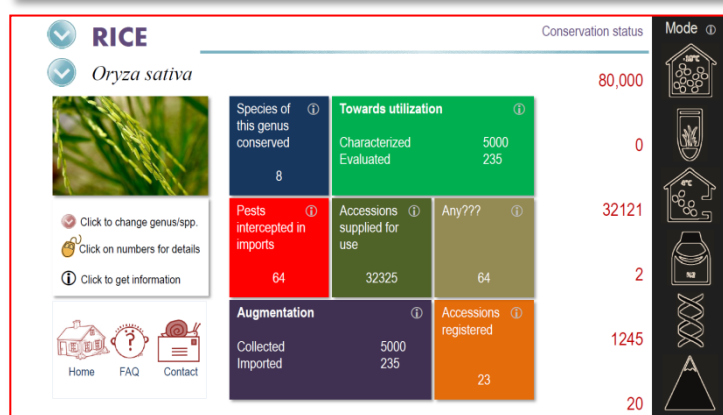 RICE
Conservation status
Mode
Oryza sativa
80,000
Species of this genus conserved
8
Towards utilization
Characterized 5000
Evaluated 235
0
Pests intercepted in imports
64
Accessions supplied for use
32325
Any???
64
32121
Click to change genus/spp.
Click on numbers for details
Click to get information
2
Augmentation
Collected 5000
Imported 235
Accessions registered
23
1245
Home FAQ Contact
20